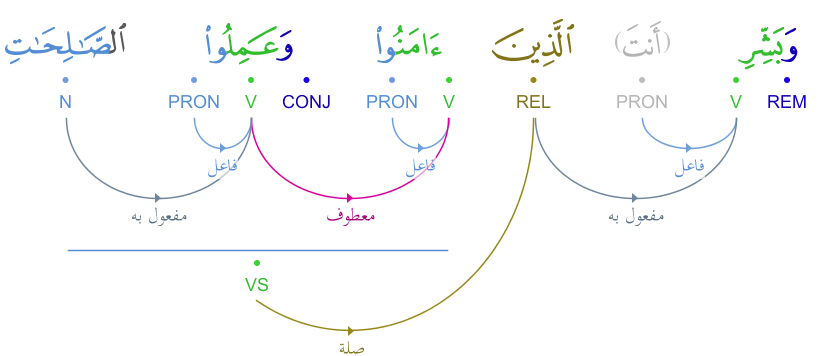 وَبَشِّرِ (أَنتَ) ٱلَّذِينَ ءَامَنُوا۟ وَعَمِلُوا۟ ٱلصَّـٰلِحَـٰتِ
REM V PRON REL V PRON CONJ V PRON N
فاعل فاعل فاعل
مفعول به معطوف مفعول به
VS
صلة